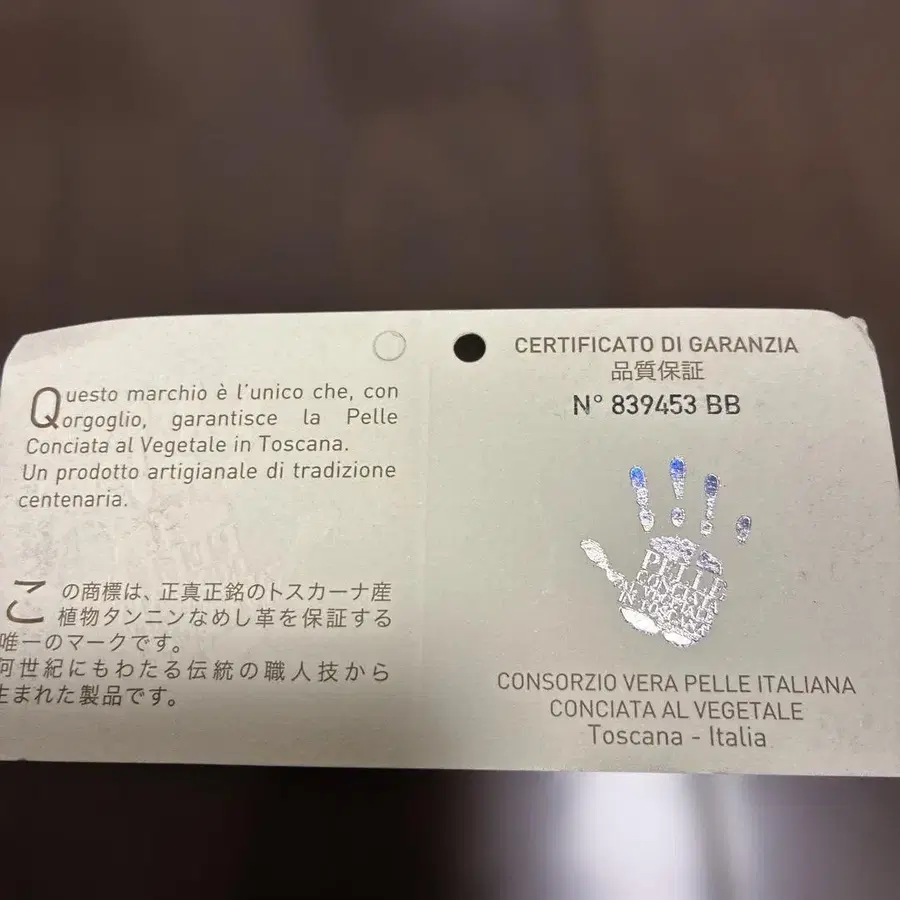 Questo marchio è l'unico che, con
orgoglio, garantisce la Pelle
Conciata al Vegetale in Toscana.
Un prodotto artigianale di tradizione
centenaria.
この商標は、正真正銘のトスカーナ産
植物タンニンなめし革を保証する
唯一のマークです。
何世紀にもわたる伝統の職人技から
生まれた製品です。
CERTIFICATO DI GARANZIA
品質保証
N° 839453 BB
PELLE
CONCIATA
AL VEGETALE
IN TOSCANA
CONSORZIO VERA PELLE ITALIANA
CONCIATA AL VEGETALE
Toscana - Italia